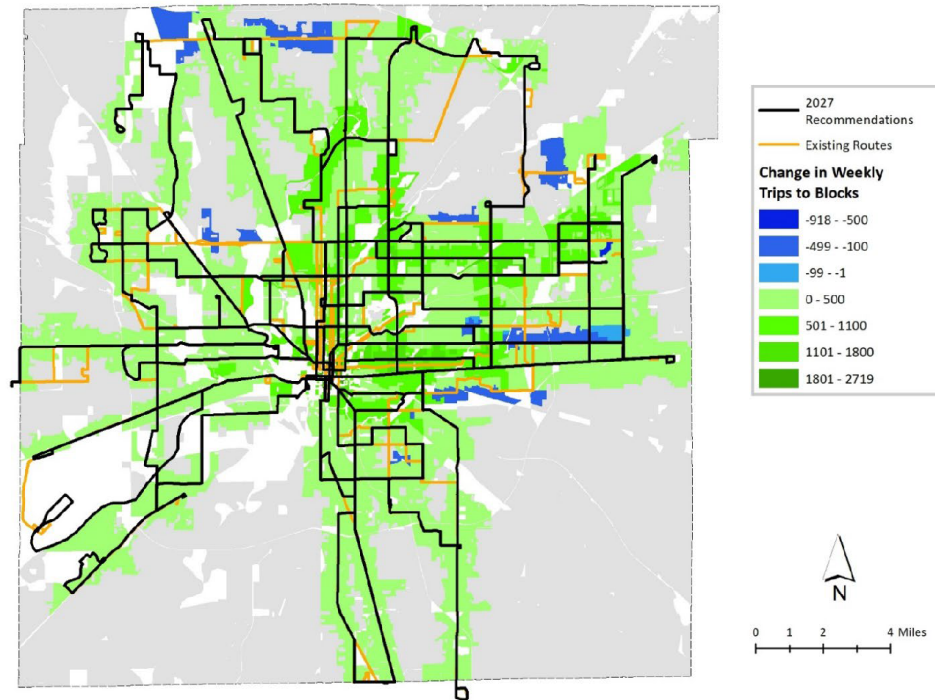 2027
Recommendations
Existing Routes
Change in Weekly
Trips to Blocks
-918 - -500
-499 - -100
-99 - -1
0 - 500
501 - 1100
1101 - 1800
1801 - 2719
N
0 1 2 4 Miles